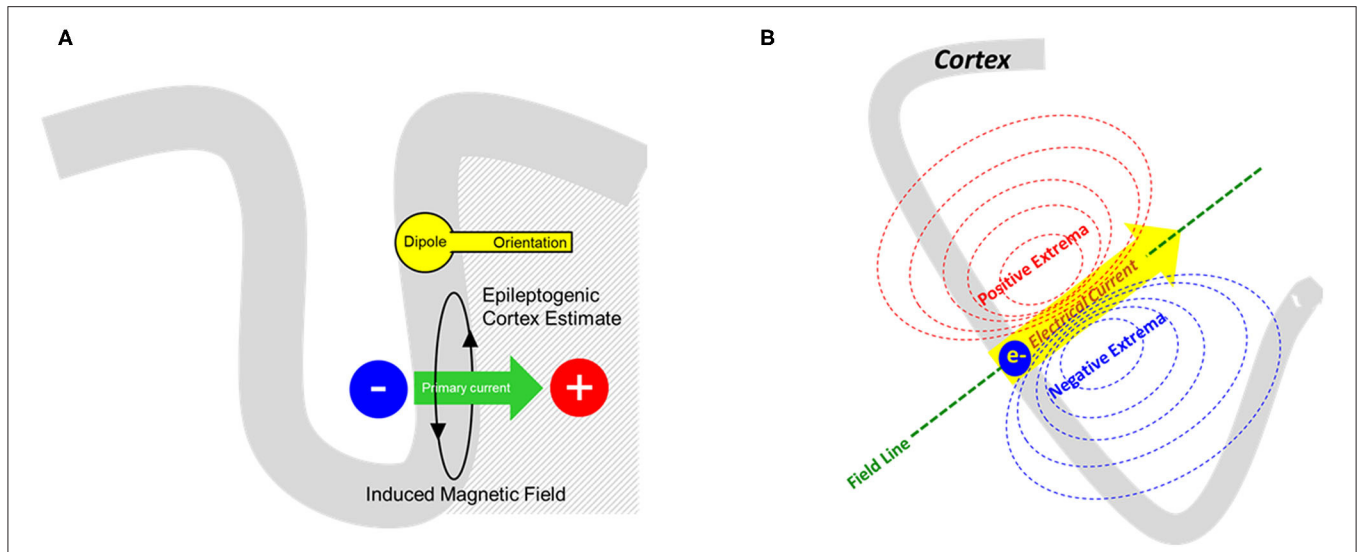 A
Dipole
Orientation
Epileptogenic
Cortex Estimate
-
Primary current
+
Induced Magnetic Field
B
Cortex
Positive Extrema
Electrical Current
e-
Negative Extrema
Field Line